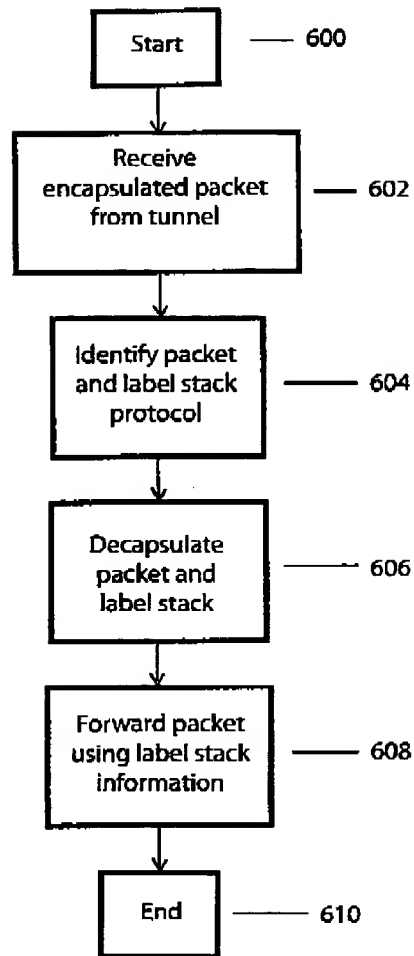 Start
600
Receive
encapsulated packet
from tunnel
602
Identify packet
and label stack
protocol
604
Decapsulate
packet and
label stack
606
Forward packet
using label stack
information
608
End
610